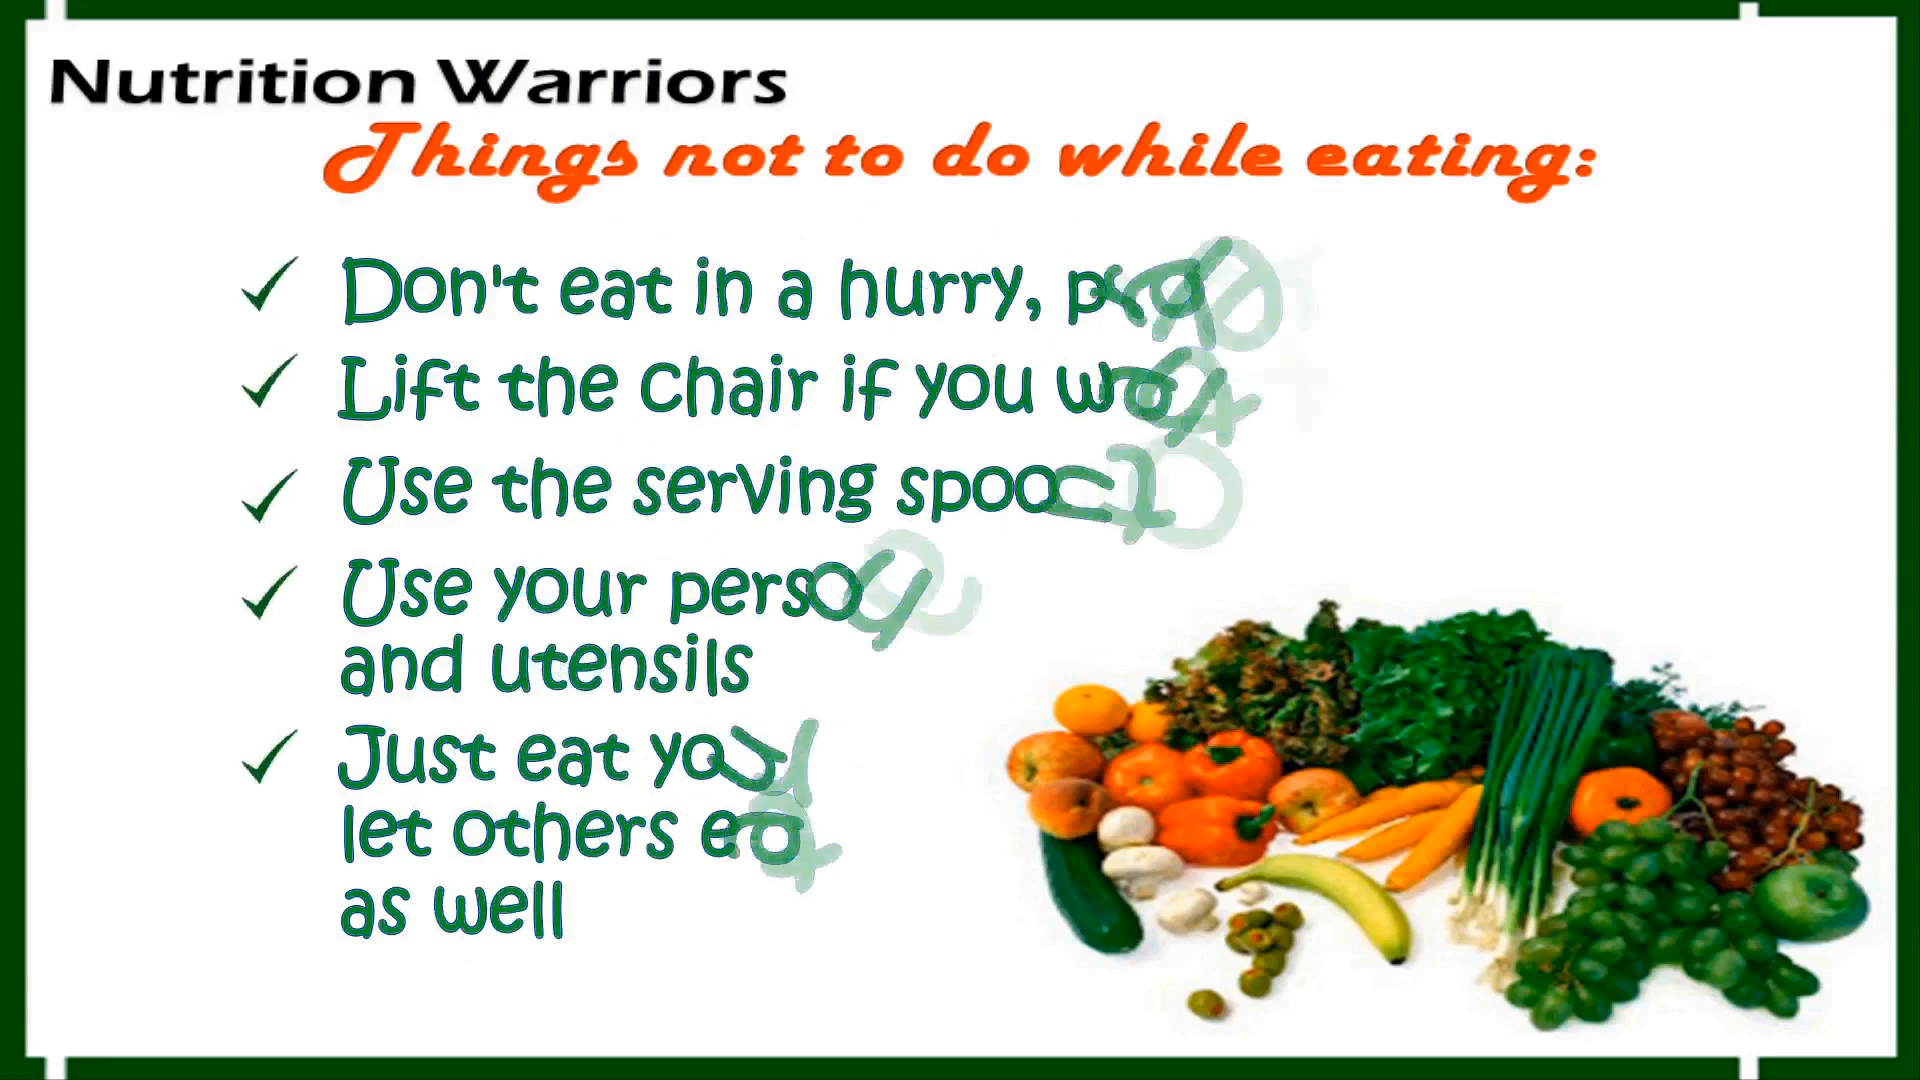 Nutrition Warriors
Things not to do while eating:
Don't eat in a hurry,
Lift the chair if you
Use the serving
Use your
and utensils
Just eat
let others
as well